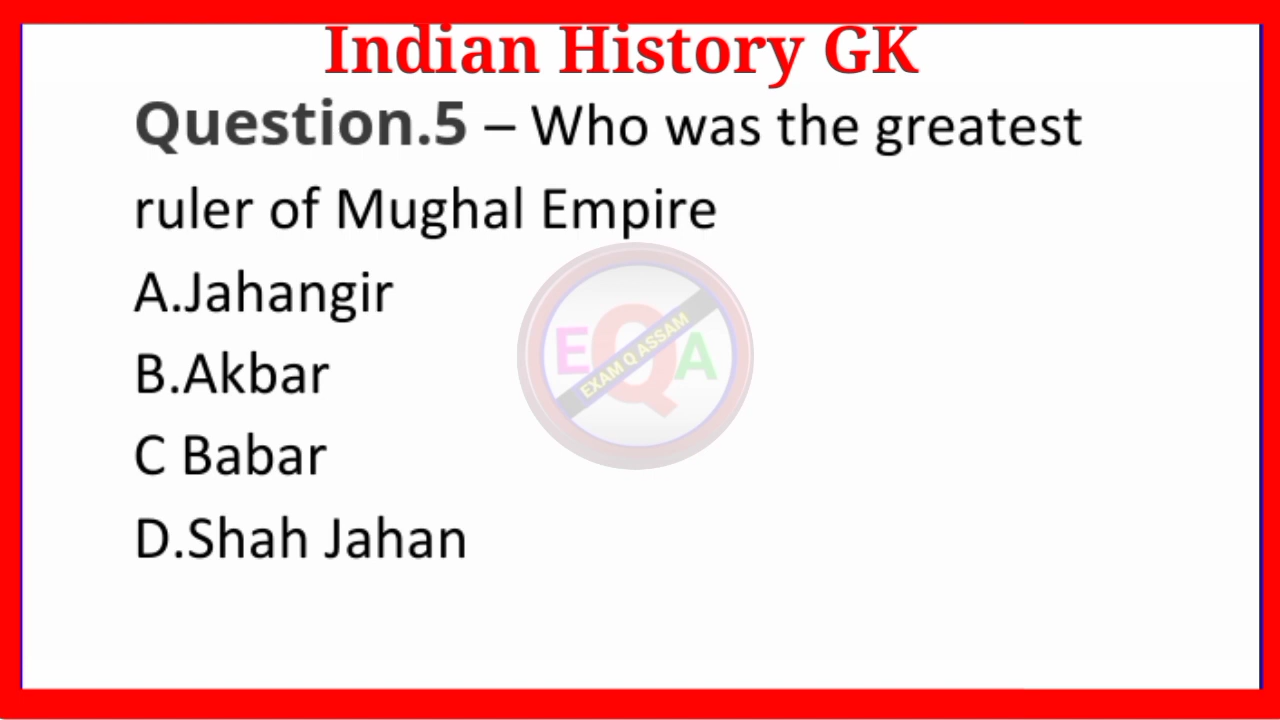 Indian History GK
Question.5 – Who was the greatest
ruler of Mughal Empire
A.Jahangir
B.Akbar
C Babar
D.Shah Jahan
EQA
EXAM Q ASSAM